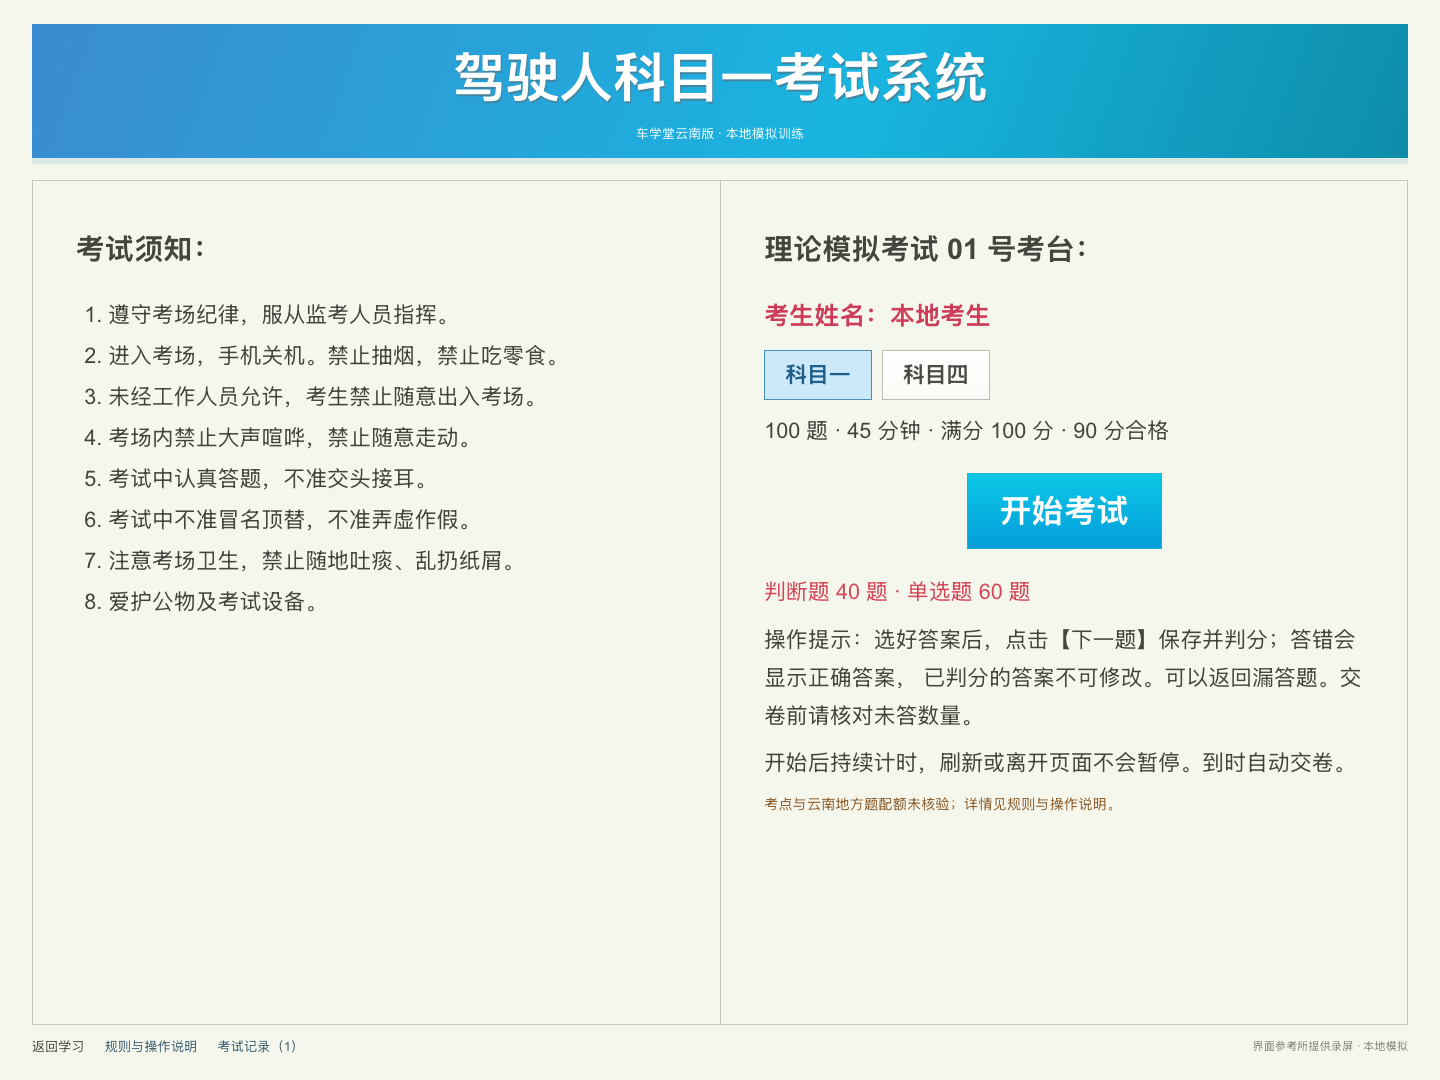 驾驶人科目一考试系统
车学堂云南版 · 本地模拟训练
考试须知：
1. 遵守考场纪律，服从监考人员指挥。
2. 进入考场，手机关机。禁止抽烟，禁止吃零食。
3. 未经工作人员允许，考生禁止随意出入考场。
4. 考场内禁止大声喧哗，禁止随意走动。
5. 考试中认真答题，不准交头接耳。
6. 考试中不准冒名顶替，不准弄虚作假。
7. 注意考场卫生，禁止随地吐痰、乱扔纸屑。
8. 爱护公物及考试设备。
理论模拟考试 01 号考台：
考生姓名：本地考生
科目一
科目四
100 题 · 45 分钟 · 满分 100 分 · 90 分合格
开始考试
判断题 40 题 · 单选题 60 题
操作提示：选好答案后，点击【下一题】保存并判分；答错会
显示正确答案， 已判分的答案不可修改。可以返回漏答题。交
卷前请核对未答数量。
开始后持续计时，刷新或离开页面不会暂停。到时自动交卷。
考点与云南地方题配额未核验；详情见规则与操作说明。
返回学习 规则与操作说明 考试记录（1）
界面参考所提供录屏 · 本地模拟